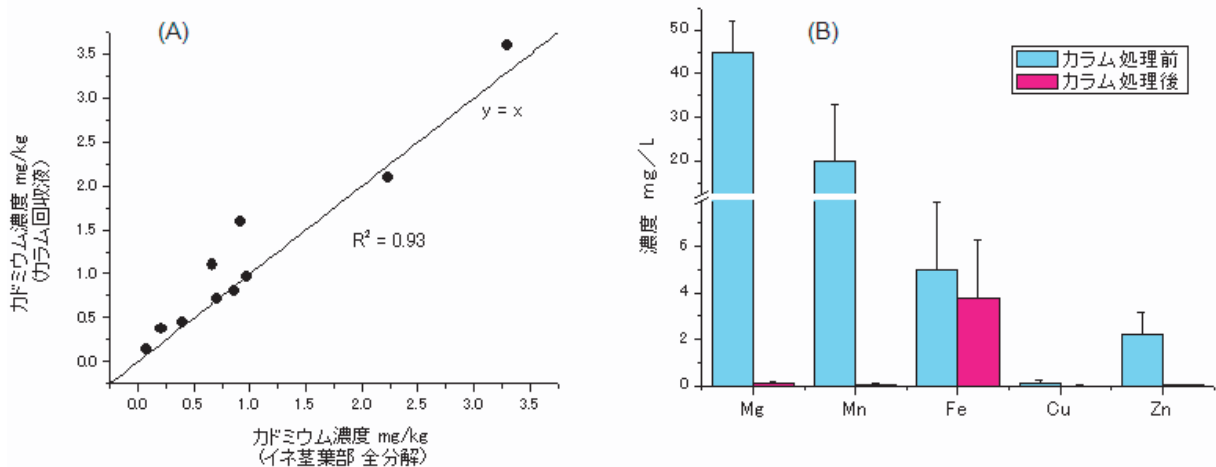 (A)
3.5
3.0
2.5
2.0
1.5
1.0
0.5
0.0
カドミウム濃度 mg/kg
(カラム回収液)
y = x
R² = 0.93
0.0 0.5 1.0 1.5 2.0 2.5 3.0 3.5
カドミウム濃度 mg/kg
(イネ茎葉部 全分解)
(B)
カラム処理前
カラム処理後
50
40
20
6
4
2
0
濃度 mg/L
Mg Mn Fe Cu Zn